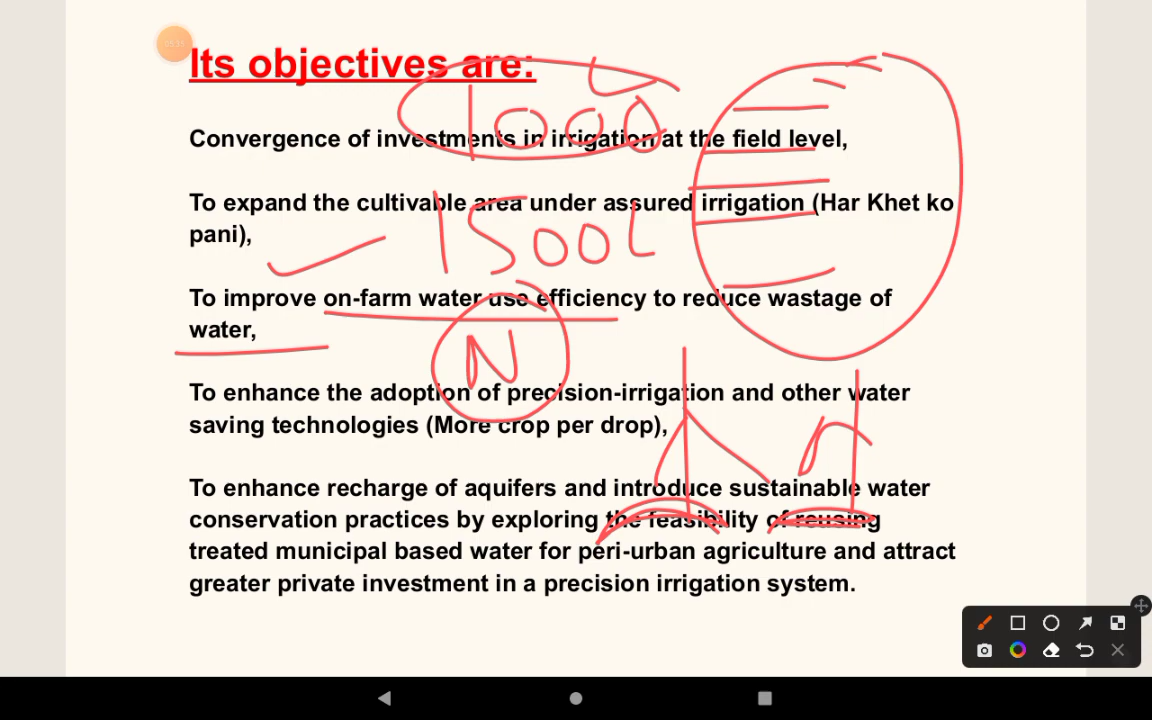 Its objectives are:
1000 L
Convergence of investments in irrigation at the field level,
To expand the cultivable area under assured irrigation (Har Khet ko
pani),
1500L
To improve on-farm water use efficiency to reduce wastage of
water,
N
To enhance the adoption of precision-irrigation and other water
saving technologies (More crop per drop),
To enhance recharge of aquifers and introduce sustainable water
conservation practices by exploring the feasibility of reusing
treated municipal based water for peri-urban agriculture and attract
greater private investment in a precision irrigation system.